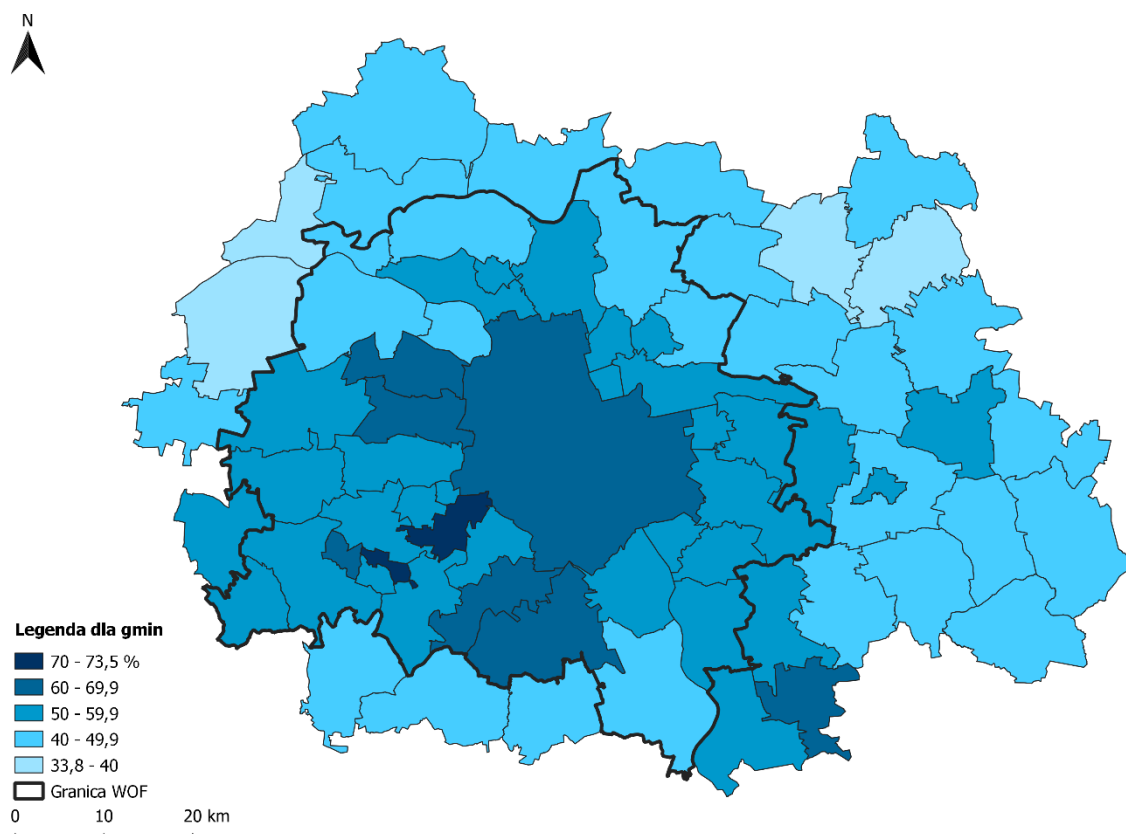 N
Legenda dla gmin
70 - 73,5 %
60 - 69,9
50 - 59,9
40 - 49,9
33,8 - 40
Granica WOF
0 10 20 km